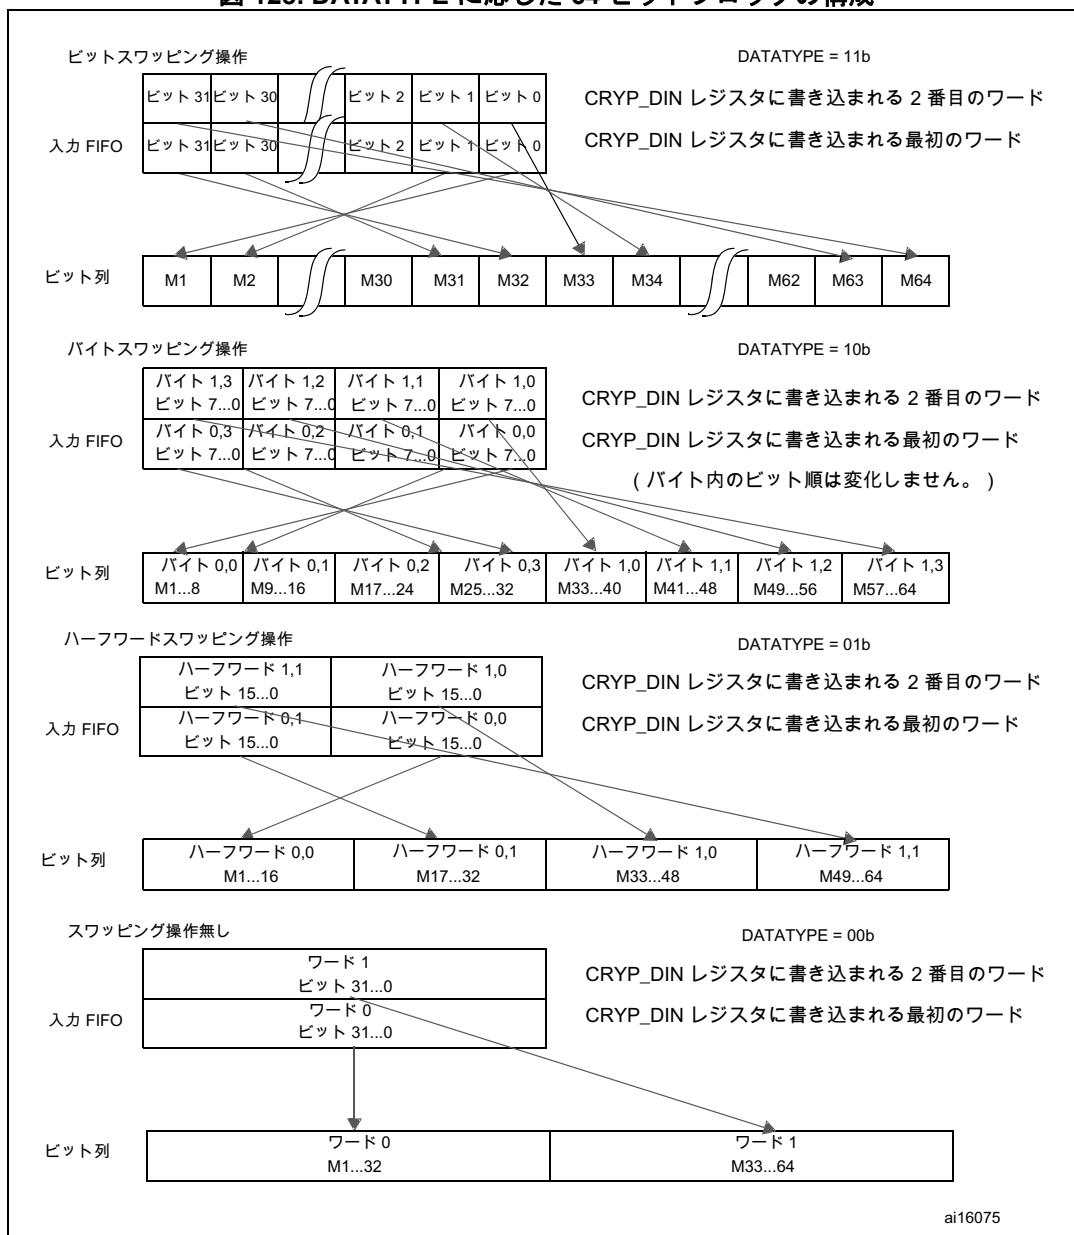 図 128. DATATYPE に応じた 64 ビットブロックの構成
ビットスワッピング操作
DATATYPE = 11b
ビット 31 ビット 30 ビット 2 ビット 1 ビット 0
CRYP_DIN レジスタに書き込まれる 2 番目のワード
入力 FIFO
ビット 31 ビット 30 ビット 2 ビット 1 ビット 0
CRYP_DIN レジスタに書き込まれる最初のワード
ビット列
M1 M2 M30 M31 M32 M33 M34 M62 M63 M64
バイトスワッピング操作
DATATYPE = 10b
バイト 1,3 バイト 1,2 バイト 1,1 バイト 1,0
ビット 7...0 ビット 7...0 ビット 7...0 ビット 7...0
CRYP_DIN レジスタに書き込まれる 2 番目のワード
入力 FIFO
バイト 0,3 バイト 0,2 バイト 0,1 バイト 0,0
ビット 7...0 ビット 7...0 ビット 7...0 ビット 7...0
CRYP_DIN レジスタに書き込まれる最初のワード
( バイト内のビット順は変化しません。 )
ビット列
バイト 0,0 バイト 0,1 バイト 0,2 バイト 0,3 バイト 1,0 バイト 1,1 バイト 1,2 バイト 1,3
M1...8 M9...16 M17...24 M25...32 M33...40 M41...48 M49...56 M57...64
ハーフワードスワッピング操作
DATATYPE = 01b
ハーフワード 1,1 ハーフワード 1,0
ビット 15...0 ビット 15...0
CRYP_DIN レジスタに書き込まれる 2 番目のワード
入力 FIFO
ハーフワード 0,1 ハーフワード 0,0
ビット 15...0 ビット 15...0
CRYP_DIN レジスタに書き込まれる最初のワード
ビット列
ハーフワード 0,0 ハーフワード 0,1 ハーフワード 1,0 ハーフワード 1,1
M1...16 M17...32 M33...48 M49...64
スワッピング操作無し
DATATYPE = 00b
ワード 1
ビット 31...0
CRYP_DIN レジスタに書き込まれる 2 番目のワード
入力 FIFO
ワード 0
ビット 31...0
CRYP_DIN レジスタに書き込まれる最初のワード
ビット列
ワード 0 ワード 1
M1...32 M33...64
ai16075